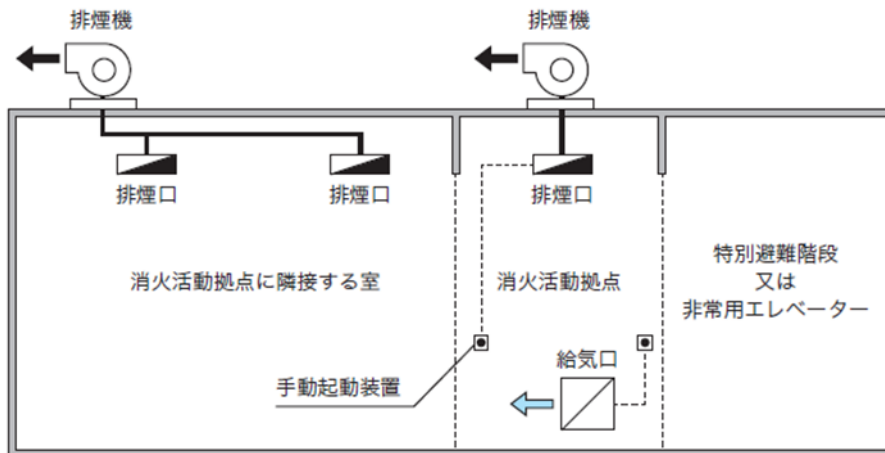 排煙機
排煙機
排煙口
排煙口
排煙口
消火活動拠点に隣接する室
消火活動拠点
特別避難階段
又は
非常用エレベーター
給気口
手動起動装置